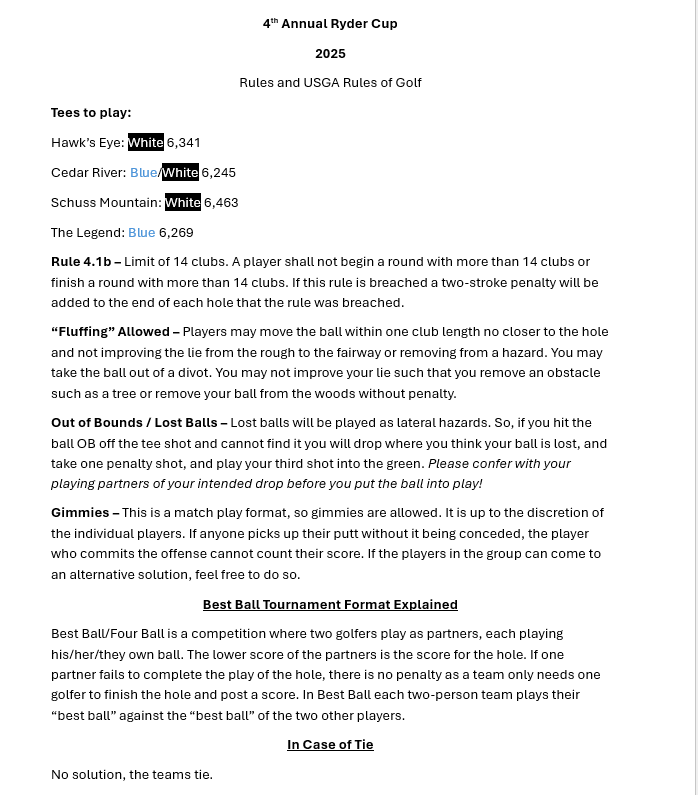 4th Annual Ryder Cup
2025
Rules and USGA Rules of Golf
Tees to play:
Hawk's Eye: White 6,341
Cedar River: Blue/White 6,245
Schuss Mountain: White 6,463
The Legend: Blue 6,269
Rule 4.1b – Limit of 14 clubs. A player shall not begin a round with more than 14 clubs or
finish a round with more than 14 clubs. If this rule is breached a two-stroke penalty will be
added to the end of each hole that the rule was breached.
“Fluffing” Allowed – Players may move the ball within one club length no closer to the hole
and not improving the lie from the rough to the fairway or removing from a hazard. You may
take the ball out of a divot. You may not improve your lie such that you remove an obstacle
such as a tree or remove your ball from the woods without penalty.
Out of Bounds / Lost Balls – Lost balls will be played as lateral hazards. So, if you hit the
ball OB off the tee shot and cannot find it you will drop where you think your ball is lost, and
take one penalty shot, and play your third shot into the green. Please confer with your
playing partners of your intended drop before you put the ball into play!
Gimmies – This is a match play format, so gimmies are allowed. It is up to the discretion of
the individual players. If anyone picks up their putt without it being conceded, the player
who commits the offense cannot count their score. If the players in the group can come to
an alternative solution, feel free to do so.
Best Ball Tournament Format Explained
Best Ball/Four Ball is a competition where two golfers play as partners, each playing
his/her/they own ball. The lower score of the partners is the score for the hole. If one
partner fails to complete the play of the hole, there is no penalty as a team only needs one
golfer to finish the hole and post a score. In Best Ball each two-person team plays their
“best ball” against the “best ball” of the two other players.
In Case of Tie
No solution, the teams tie.